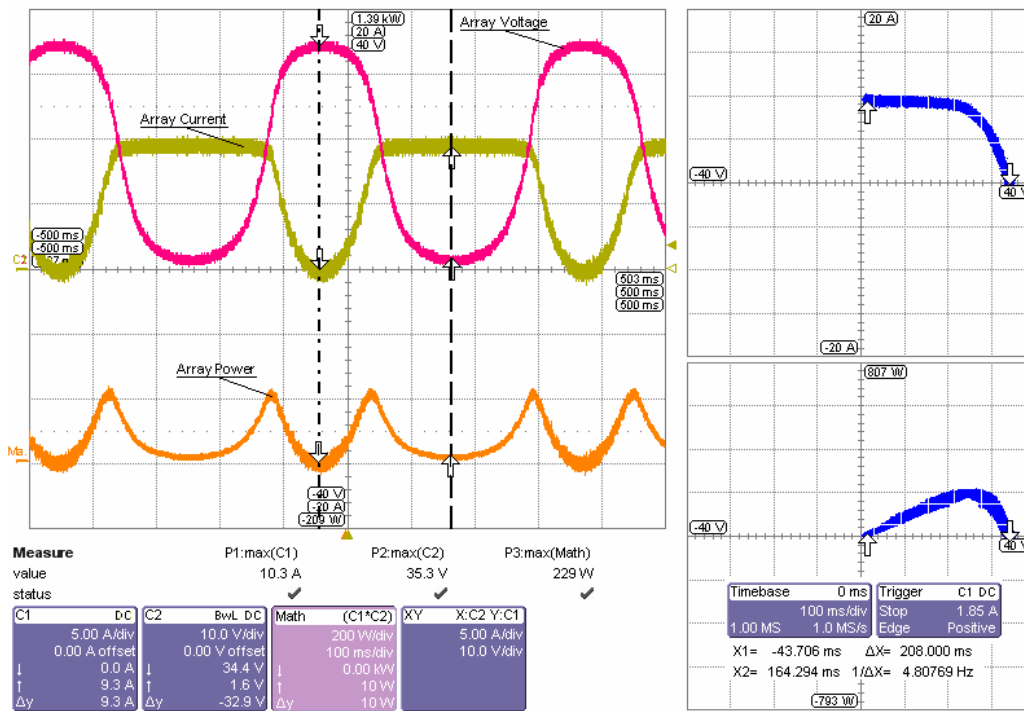 1.39 kW
20 A
40 V
Array Voltage
Array Current
-500 ms
-500 ms
C2
503 ms
500 ms
500 ms
Array Power
Ma.
-40 V
-20 A
-209 W
20 A
-40 V
40 V
-20 A
807 W
-40 V
40 V
-793 W
Measure P1:max(C1) P2:max(C2) P3:max(Math)
value 10.3 A 35.3 V 229 W
status ✓ ✓ ✓
C1 DC
5.00 A/div
0.00 A offset
↓ 0.0 A
↑ 9.3 A
Δy 9.3 A
C2 BwL DC
10.0 V/div
0.00 V offset
↓ 34.4 V
↑ 1.6 V
Δy -32.9 V
Math (C1*C2)
200 W/div
100 ms/div
↓ 0.00 kW
↑ 10 W
Δy 10 W
XY X:C2 Y:C1
5.00 A/div
10.0 V/div
Timebase 0 ms
100 ms/div
1.00 MS 1.0 MS/s
Trigger C1 DC
Stop 1.85 A
Edge Positive
X1= -43.706 ms ΔX= 208.000 ms
X2= 164.294 ms 1/ΔX= 4.80769 Hz